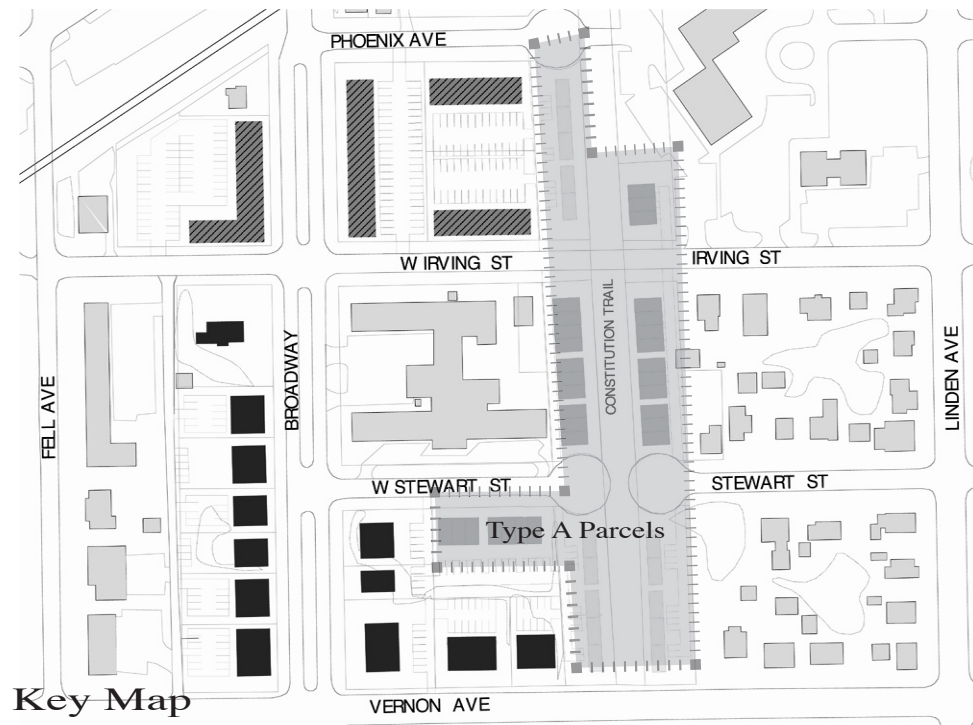 PHOENIX AVE
W IRVING ST
IRVING ST
CONSTITUTION TRAIL
BROADWAY
FELL AVE
LINDEN AVE
W STEWART ST
STEWART ST
Type A Parcels
Key Map
VERNON AVE